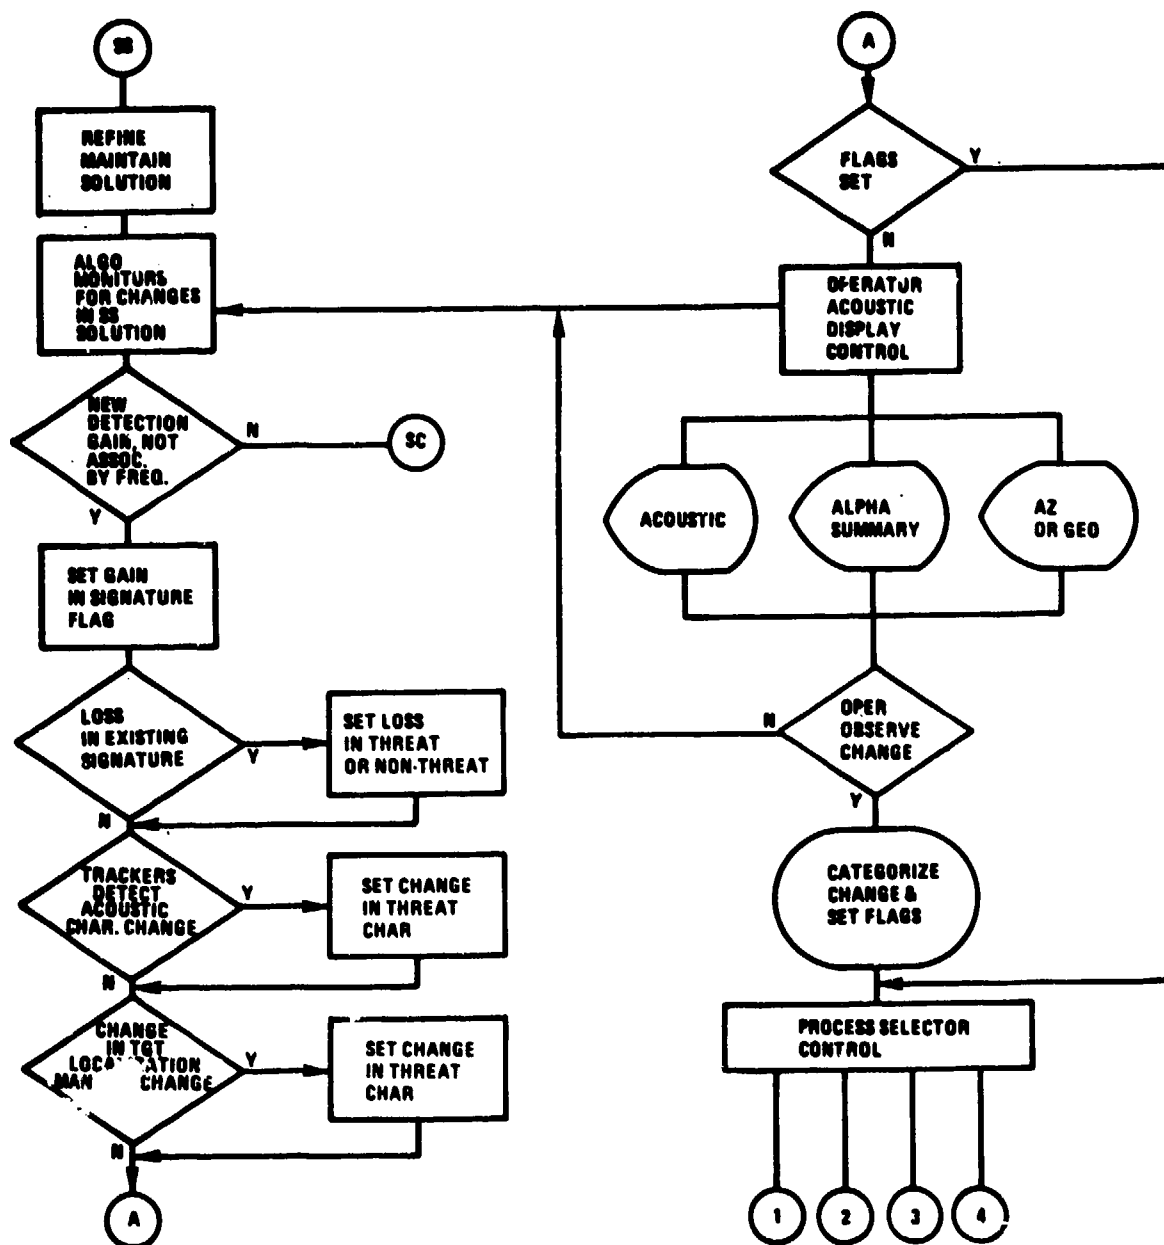 SS
REFINE
MAINTAIN
SOLUTION
ALGO
MONITURS
FOR CHANGES
IN SS
SOLUTION
NEW
DETECTION
GAIN, NOT
ASSOC.
BY FREQ.
N
SC
Y
SET GAIN
IN SIGNATURE
FLAG
LOSS
IN EXISTING
SIGNATURE
Y
SET LOSS
IN THREAT
OR NON-THREAT
N
TRACKERS
DETECT
ACOUSTIC
CHAR. CHANGE
Y
SET CHANGE
IN THREAT
CHAR
N
CHANGE
IN TGT
MAN CHANGE
Y
SET CHANGE
IN THREAT
CHAR
N
A
A
FLAGS
SET
Y
N
OPERATOR
ACOUSTIC
DISPLAY
CONTROL
ACOUSTIC
ALPHA
SUMMARY
AZ
OR GEO
OPER
OBSERVE
CHANGE
N
Y
CATEGORIZE
CHANGE &
SET FLAGS
PROCESS SELECTOR
CONTROL
1
2
3
4